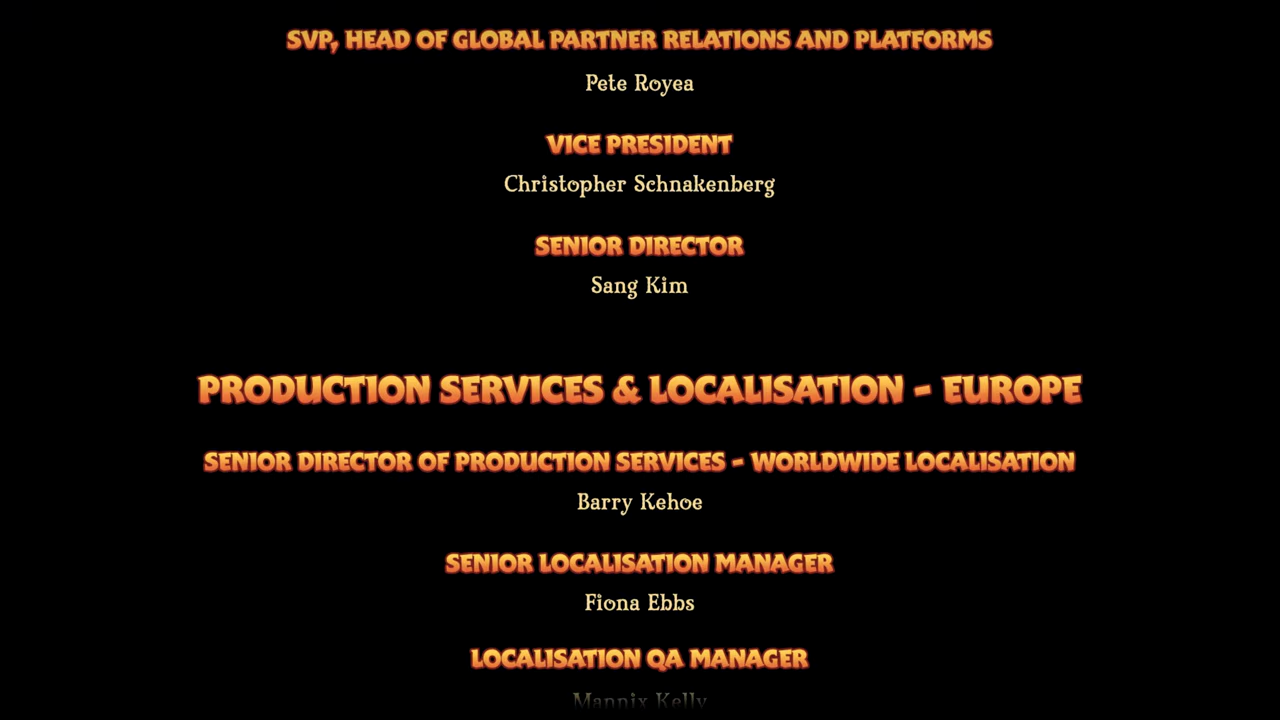 SVP, HEAD OF GLOBAL PARTNER RELATIONS AND PLATFORMS
Pete Royea
VICE PRESIDENT
Christopher Schnakenberg
SENIOR DIRECTOR
Sang Kim
PRODUCTION SERVICES & LOCALISATION - EUROPE
SENIOR DIRECTOR OF PRODUCTION SERVICES - WORLDWIDE LOCALISATION
Barry Kehoe
SENIOR LOCALISATION MANAGER
Fiona Ebbs
LOCALISATION QA MANAGER
Mannix Kelly